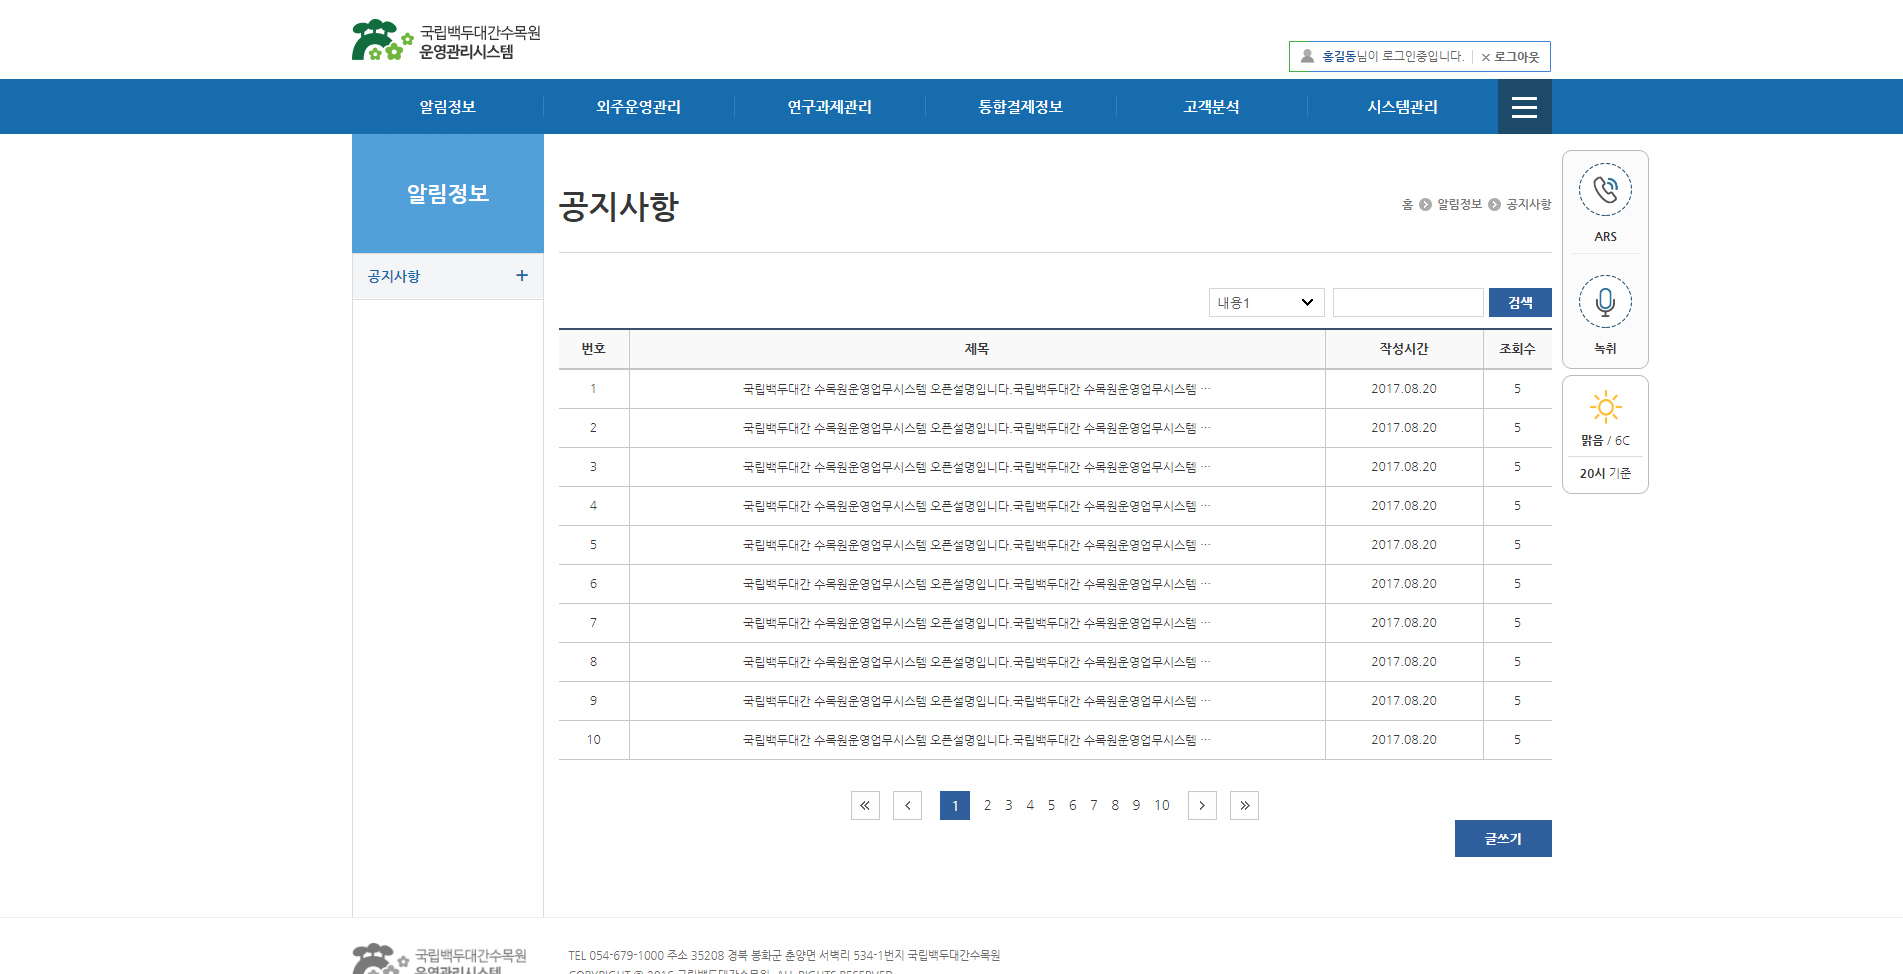 국립백두대간수목원
운영관리시스템
홍길동님이 로그인중입니다. × 로그아웃
알림정보 외주운영관리 연구과제관리 통합결제정보 고객분석 시스템관리
알림정보
공지사항 +
공지사항
홈 알림정보 공지사항
내용1 검색
번호 제목 작성시간 조회수
1 국립백두대간 수목원운영업무시스템 오픈설명입니다.국립백두대간 수목원운영업무시스템 ... 2017.08.20 5
2 국립백두대간 수목원운영업무시스템 오픈설명입니다.국립백두대간 수목원운영업무시스템 ... 2017.08.20 5
3 국립백두대간 수목원운영업무시스템 오픈설명입니다.국립백두대간 수목원운영업무시스템 ... 2017.08.20 5
4 국립백두대간 수목원운영업무시스템 오픈설명입니다.국립백두대간 수목원운영업무시스템 ... 2017.08.20 5
5 국립백두대간 수목원운영업무시스템 오픈설명입니다.국립백두대간 수목원운영업무시스템 ... 2017.08.20 5
6 국립백두대간 수목원운영업무시스템 오픈설명입니다.국립백두대간 수목원운영업무시스템 ... 2017.08.20 5
7 국립백두대간 수목원운영업무시스템 오픈설명입니다.국립백두대간 수목원운영업무시스템 ... 2017.08.20 5
8 국립백두대간 수목원운영업무시스템 오픈설명입니다.국립백두대간 수목원운영업무시스템 ... 2017.08.20 5
9 국립백두대간 수목원운영업무시스템 오픈설명입니다.국립백두대간 수목원운영업무시스템 ... 2017.08.20 5
10 국립백두대간 수목원운영업무시스템 오픈설명입니다.국립백두대간 수목원운영업무시스템 ... 2017.08.20 5
« ‹ 1 2 3 4 5 6 7 8 9 10 › »
글쓰기
ARS
녹취
맑음 / 6C
20시 기준
국립백두대간수목원
운영관리시스템
TEL 054-679-1000 주소 35208 경북 봉화군 춘양면 서벽리 534-1번지 국립백두대간수목원
COPYRIGHT © 2016 국립백두대간수목원. ALL RIGHTS RESERVED.